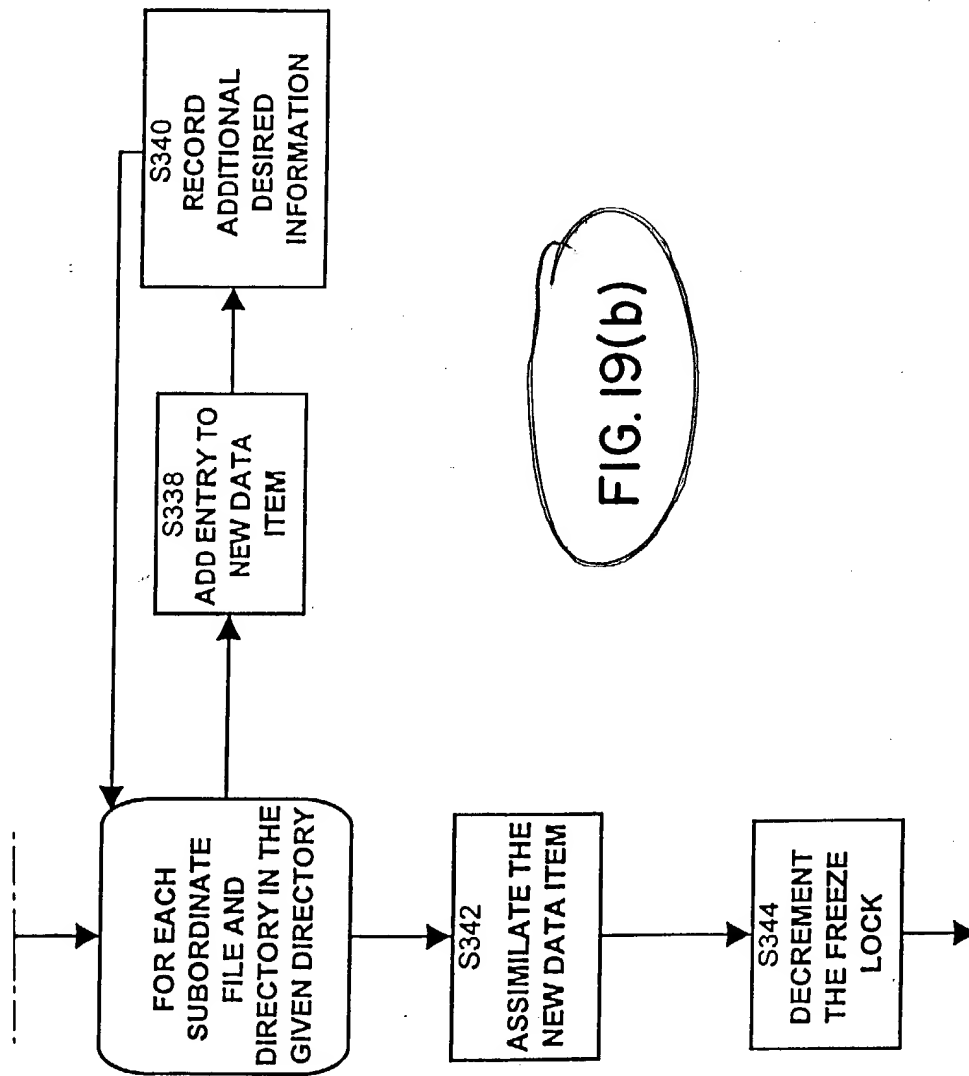 FOR EACH
SUBORDINATE
FILE AND
DIRECTORY IN THE
GIVEN DIRECTORY
S338
ADD ENTRY TO
NEW DATA
ITEM
S340
RECORD
ADDITIONAL
DESIRED
INFORMATION
S342
ASSIMILATE THE
NEW DATA ITEM
S344
DECREMENT
THE FREEZE
LOCK
FIG. 19(b)